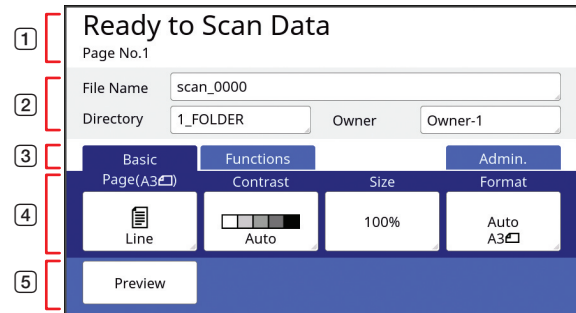 1
Ready to Scan Data
Page No.1
2
File Name scan_0000
Directory 1_FOLDER Owner Owner-1
3
Basic Functions Admin.
4
Page(A3) Contrast Size Format
Line Auto 100% Auto
A3
5
Preview